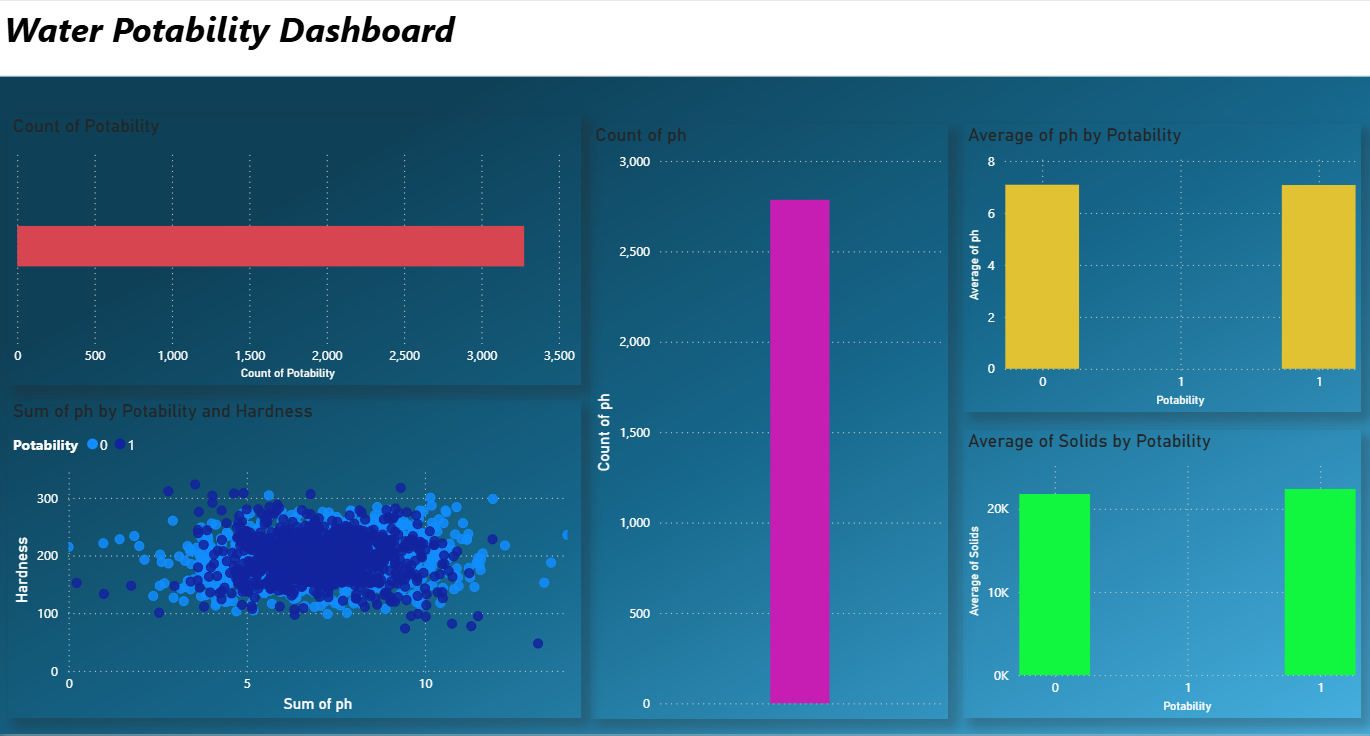 Water Potability Dashboard
Count of Potability
0 500 1,000 1,500 2,000 2,500 3,000 3,500
Count of Potability
Sum of ph by Potability and Hardness
Potability 0 1
Hardness
300
200
100
0
0 5 10
Sum of ph
Count of ph
Count of ph
3,000
2,500
2,000
1,500
1,000
500
0
Average of ph by Potability
Average of ph
8
6
4
2
0
0 1 1
Potability
Average of Solids by Potability
Average of Solids
20K
10K
0K
0 1 1
Potability